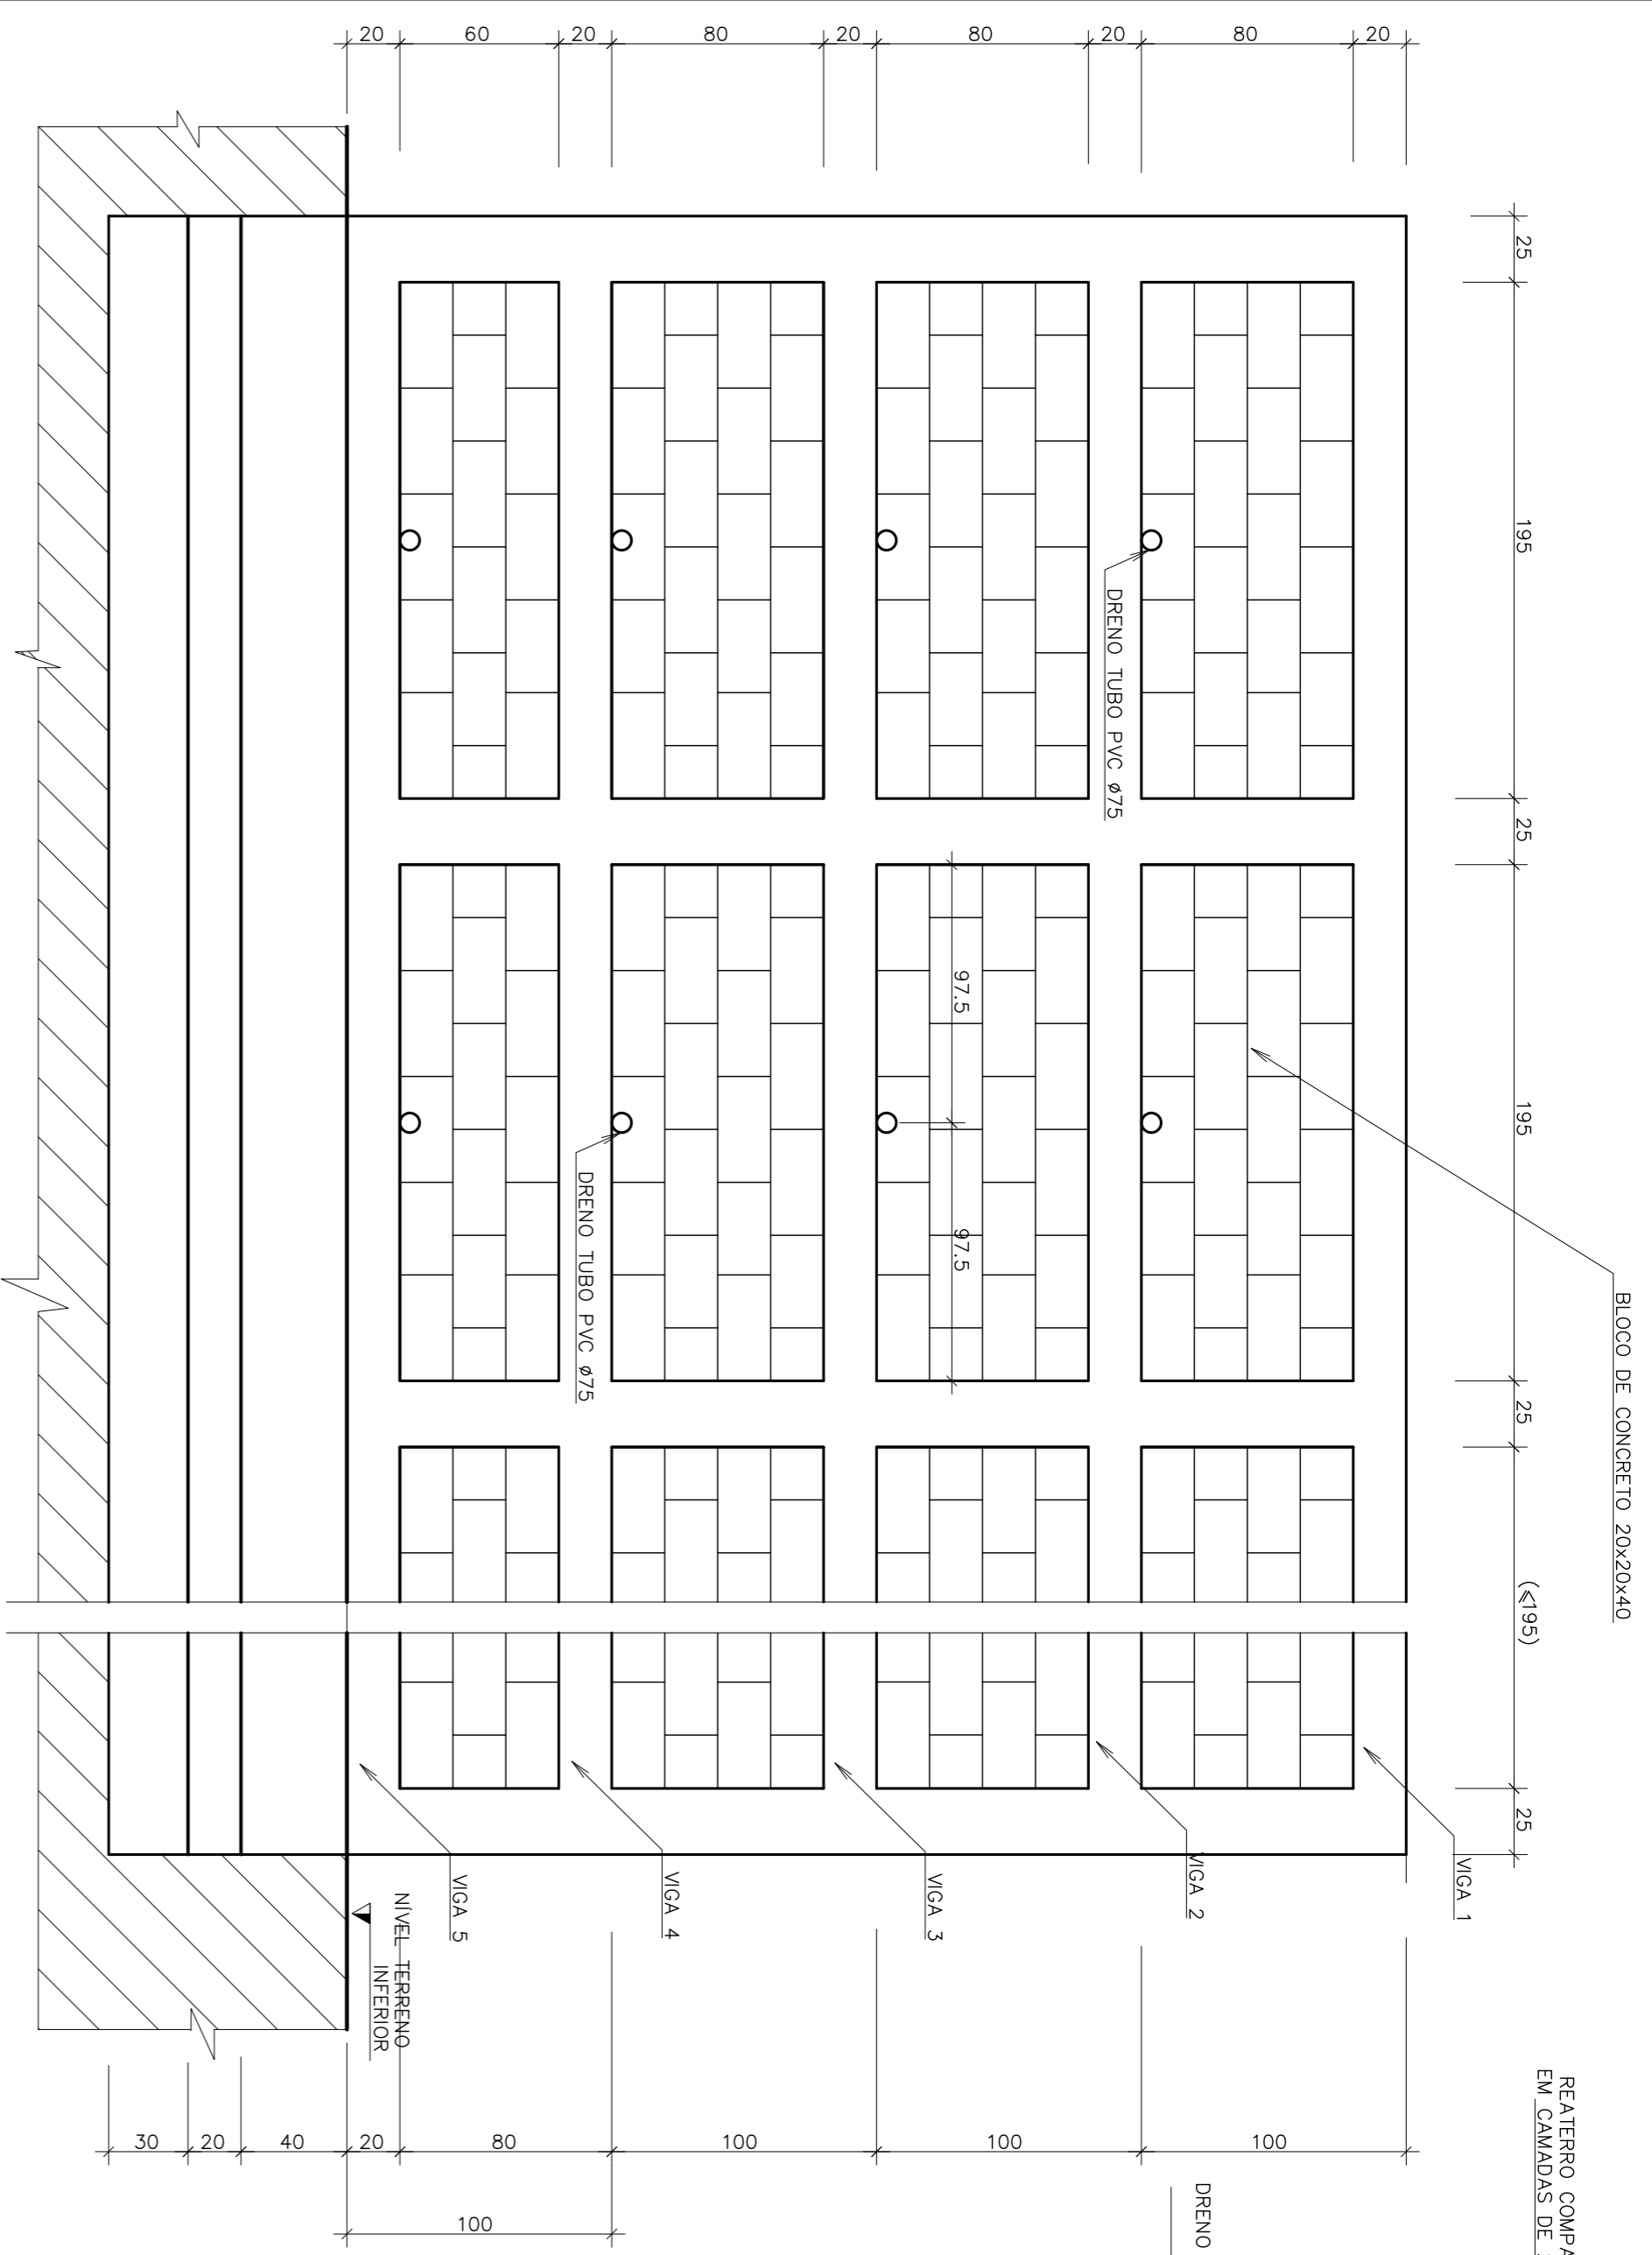 20 60 20 80 20 80 20 80 20
25
195
25
195
25
(⩽195)
25
BLOCO DE CONCRETO 20x20x40
DRENO TUBO PVC ø75
97.5
97.5
DRENO TUBO PVC ø75
VIGA 1
VIGA 2
VIGA 3
VIGA 4
VIGA 5
NÍVEL TERRENO
INFERIOR
30 20 40 20 80 100 100 100
100
DRENO
REATERRO
EM CAMADAS DE